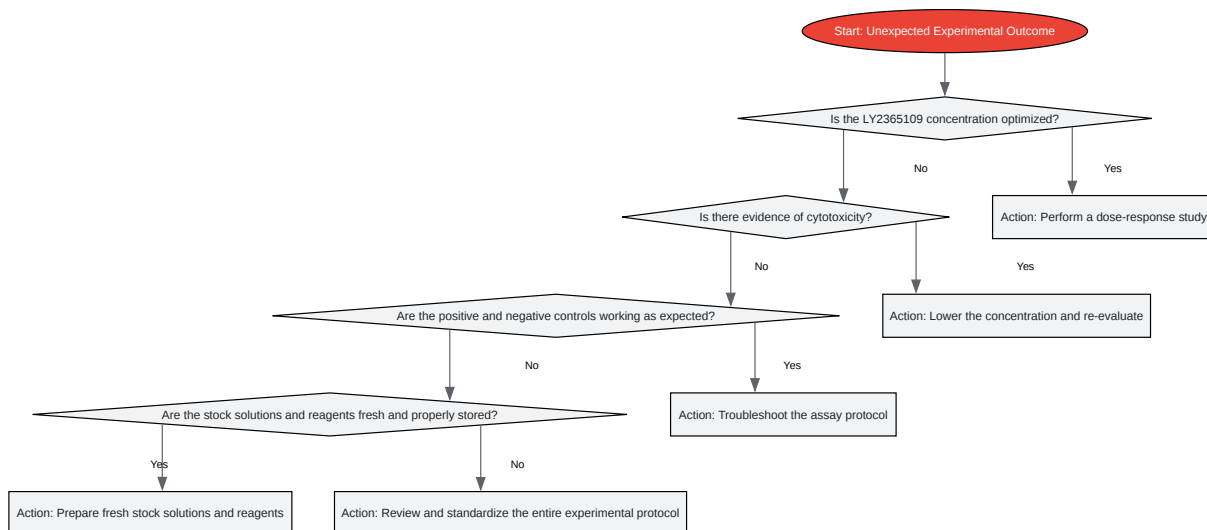 Start: Unexpected Experimental Outcome
Is the LY2365109 concentration optimized?
No
Yes
Is there evidence of cytotoxicity?
Action: Perform a dose-response study
No
Yes
Are the positive and negative controls working as expected?
Action: Lower the concentration and re-evaluate
No
Yes
Are the stock solutions and reagents fresh and properly stored?
Action: Troubleshoot the assay protocol
Yes
No
Action: Prepare fresh stock solutions and reagents
Action: Review and standardize the entire experimental protocol